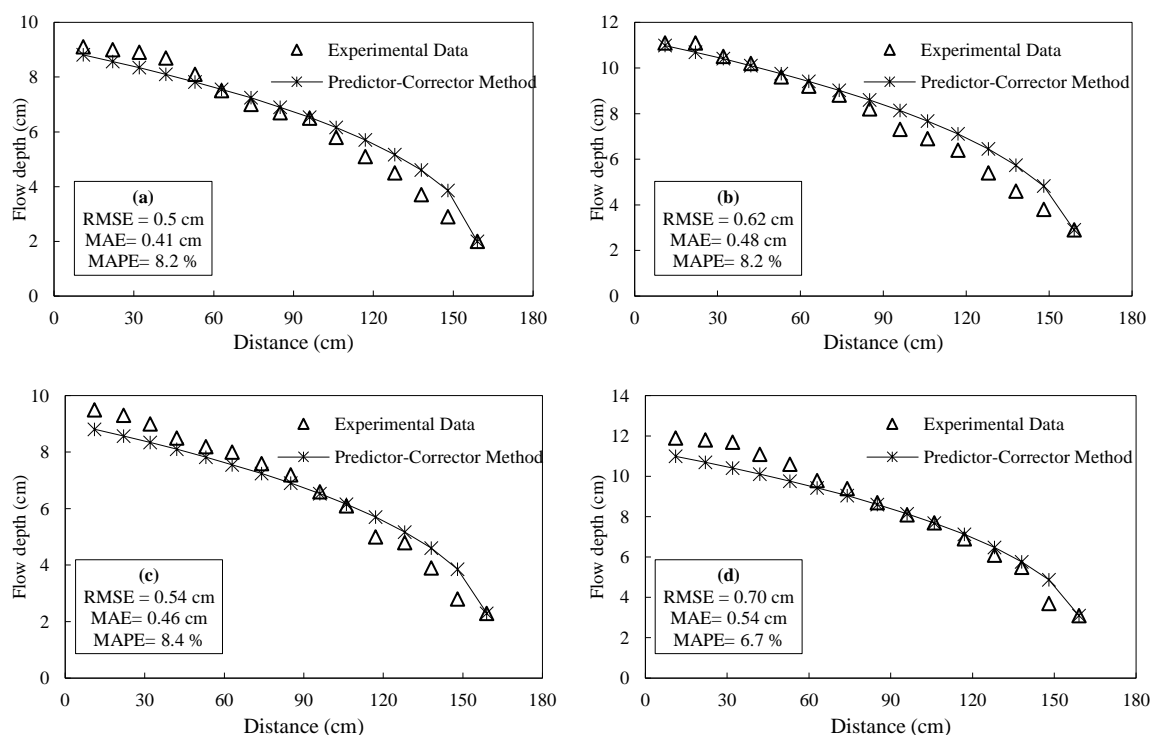 10
8
6
4
2
0
Flow depth (cm)
Experimental Data
Predictor-Corrector Method
(a)
RMSE = 0.5 cm
MAE= 0.41 cm
MAPE= 8.2 %
0 30 60 90 120 150 180
Distance (cm)
12
10
8
6
4
2
0
Flow depth (cm)
Experimental Data
Predictor-Corrector Method
(b)
RMSE = 0.62 cm
MAE= 0.48 cm
MAPE= 8.2 %
0 30 60 90 120 150 180
Distance (cm)
10
8
6
4
2
0
Flow depth (cm)
Experimental Data
Predictor-Corrector Method
(c)
RMSE = 0.54 cm
MAE= 0.46 cm
MAPE= 8.4 %
0 30 60 90 120 150 180
Distance (cm)
14
12
10
8
6
4
2
0
Flow depth (cm)
Experimental Data
Predictor-Corrector Method
(d)
RMSE = 0.70 cm
MAE= 0.54 cm
MAPE= 6.7 %
0 30 60 90 120 150 180
Distance (cm)